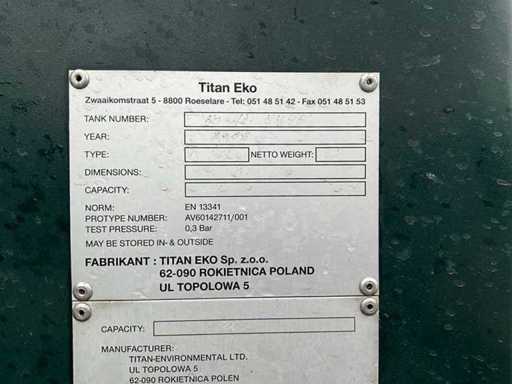 Titan Eko
Zwaaikomstraat 5 - 8800 Roeselare - Tel: 051 48 51 42 - Fax 051 48 51 53
TANK NUMBER:
YEAR:
TYPE: NETTO WEIGHT:
DIMENSIONS:
CAPACITY:
NORM: EN 13341
PROTYPE NUMBER: AV60142711/001
TEST PRESSURE: 0,3 Bar
MAY BE STORED IN- & OUTSIDE
FABRIKANT : TITAN EKO Sp. z.o.o.
62-090 ROKIETNICA POLAND
UL TOPOLOWA 5
CAPACITY:
MANUFACTURER:
TITAN-ENVIRONMENTAL LTD.
UL TOPOLOWA 5
62-090 ROKIETNICA POLEN